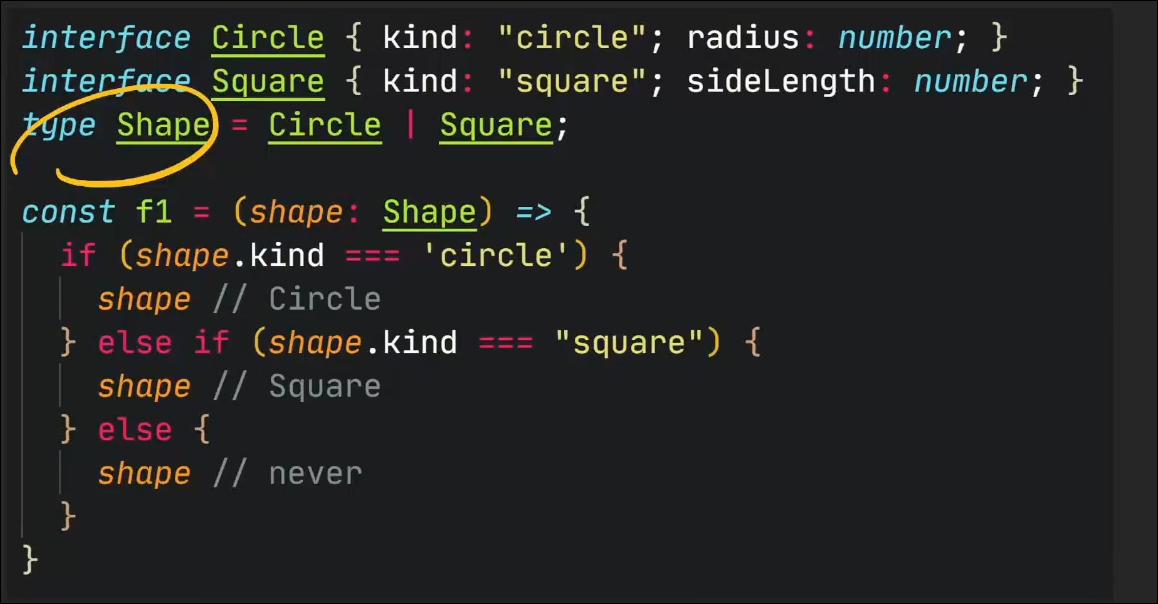 interface Circle { kind: "circle"; radius: number; }
interface Square { kind: "square"; sideLength: number; }
type Shape = Circle | Square;
const f1 = (shape: Shape) => {
if (shape.kind === 'circle') {
shape // Circle
} else if (shape.kind === "square") {
shape // Square
} else {
shape // never
}
}